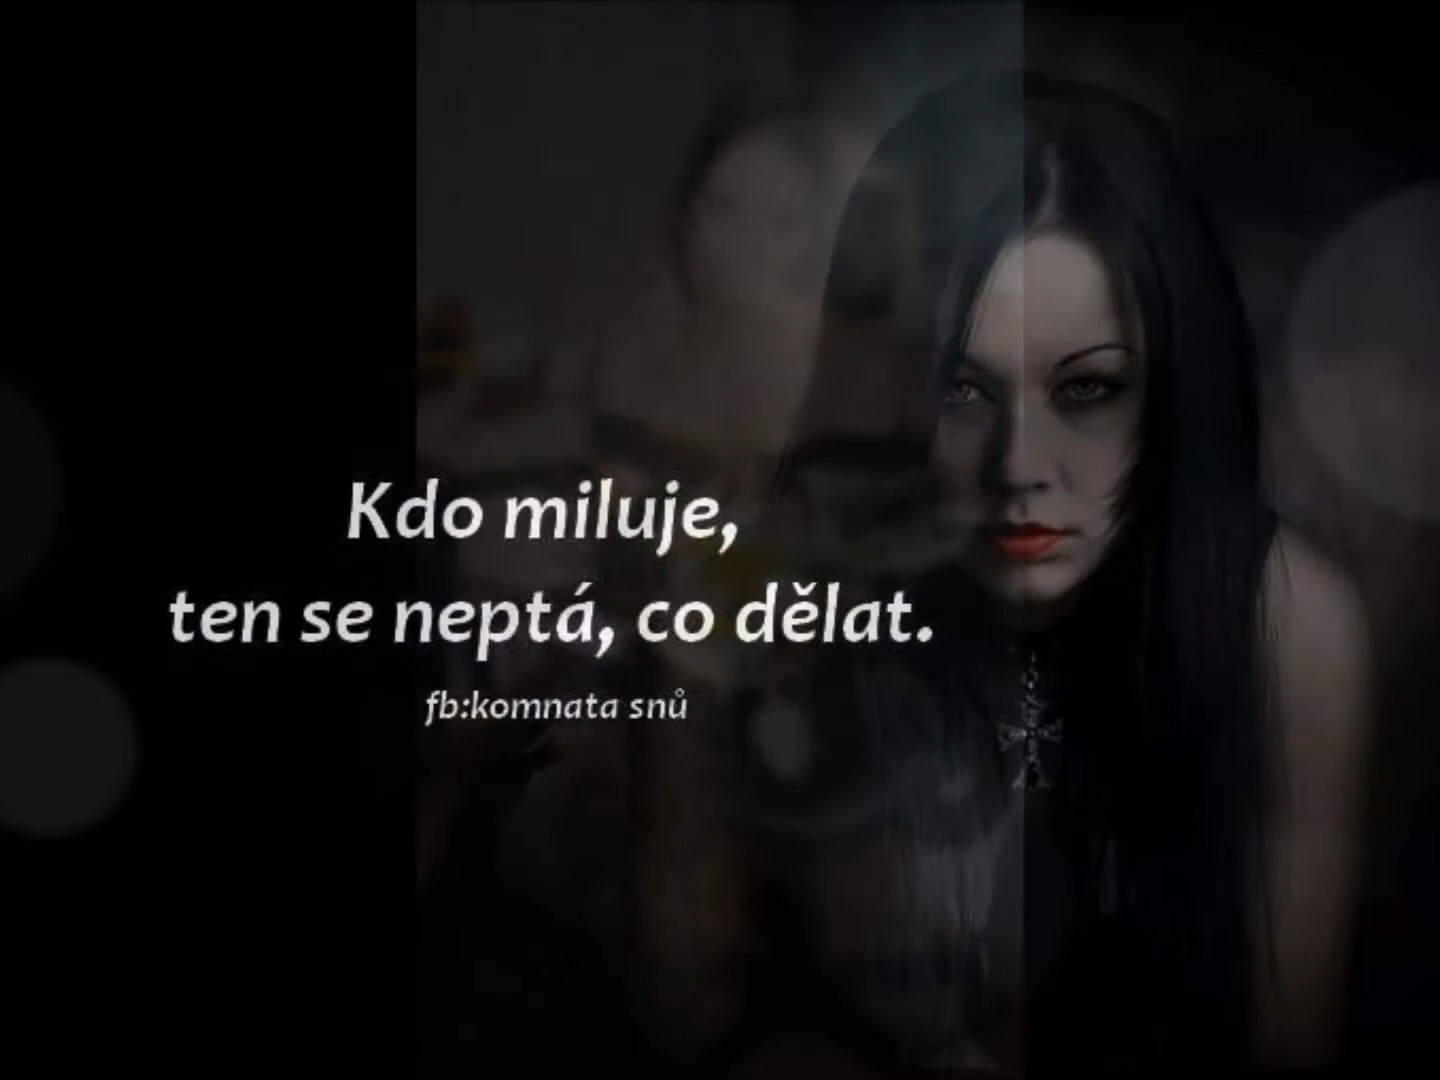 Kdo miluje,
ten se neptá, co dělat.
fb:komnata snů